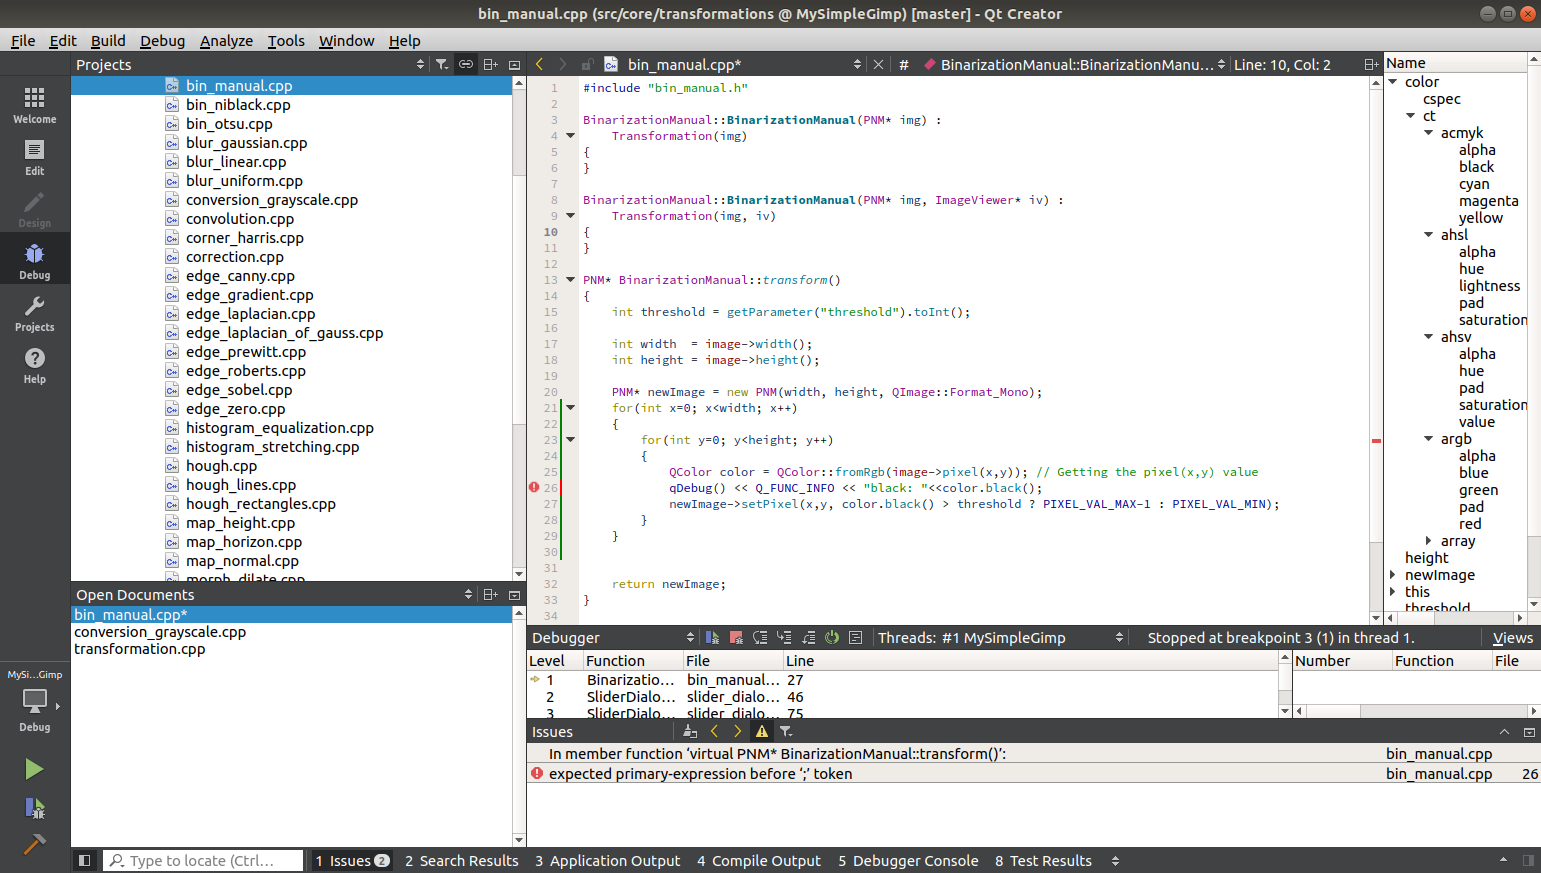 bin_manual.cpp (src/core/transformations @ MySimpleGimp) [master] - Qt Creator
File Edit Build Debug Analyze Tools Window Help
Projects
bin_manual.cpp
bin_niblack.cpp
bin_otsu.cpp
blur_gaussian.cpp
blur_linear.cpp
blur_uniform.cpp
conversion_grayscale.cpp
convolution.cpp
corner_harris.cpp
correction.cpp
edge_canny.cpp
edge_gradient.cpp
edge_laplacian.cpp
edge_laplacian_of_gauss.cpp
edge_prewitt.cpp
edge_roberts.cpp
edge_sobel.cpp
edge_zero.cpp
histogram_equalization.cpp
histogram_stretching.cpp
hough.cpp
hough_lines.cpp
hough_rectangles.cpp
map_height.cpp
map_horizon.cpp
map_normal.cpp
morph_dilate.cpp
Welcome
Edit
Design
Debug
Projects
Help
MySi...Gimp
Debug
Open Documents
bin_manual.cpp*
conversion_grayscale.cpp
transformation.cpp
bin_manual.cpp* # BinarizationManual::BinarizationManu... Line: 10, Col: 2
1 #include "bin_manual.h"
2
3 BinarizationManual::BinarizationManual(PNM* img) :
4 Transformation(img)
5 {
6 }
7
8 BinarizationManual::BinarizationManual(PNM* img, ImageViewer* iv) :
9 Transformation(img, iv)
10 {
11 }
12
13 PNM* BinarizationManual::transform()
14 {
15 int threshold = getParameter("threshold").toInt();
16
17 int width  = image->width();
18 int height = image->height();
19
20 PNM* newImage = new PNM(width, height, QImage::Format_Mono);
21 for(int x=0; x<width; x++)
22 {
23 for(int y=0; y<height; y++)
24 {
25 QColor color = QColor::fromRgb(image->pixel(x,y)); // Getting the pixel(x,y) value
26 qDebug() << Q_FUNC_INFO << "black: "<<color.black();
27 newImage->setPixel(x,y, color.black() > threshold ? PIXEL_VAL_MAX-1 : PIXEL_VAL_MIN);
28 }
29 }
30
31
32 return newImage;
33 }
34
Name
color
cspec
ct
acmyk
alpha
black
cyan
magenta
yellow
ahsl
alpha
hue
lightness
pad
saturation
ahsv
alpha
hue
pad
saturation
value
argb
alpha
blue
green
pad
red
array
height
newImage
this
threshold
Debugger Threads: #1 MySimpleGimp Stopped at breakpoint 3 (1) in thread 1. Views
Level Function File Line Number Function File
1 Binarizatio... bin_manual... 27
2 SliderDialo... slider_dialo... 46
3 SliderDialo... slider_dialo... 75
Issues
In member function ‘virtual PNM* BinarizationManual::transform()’: bin_manual.cpp
expected primary-expression before ‘;’ token bin_manual.cpp 26
Type to locate (Ctrl... 1 Issues 2 2 Search Results 3 Application Output 4 Compile Output 5 Debugger Console 8 Test Results